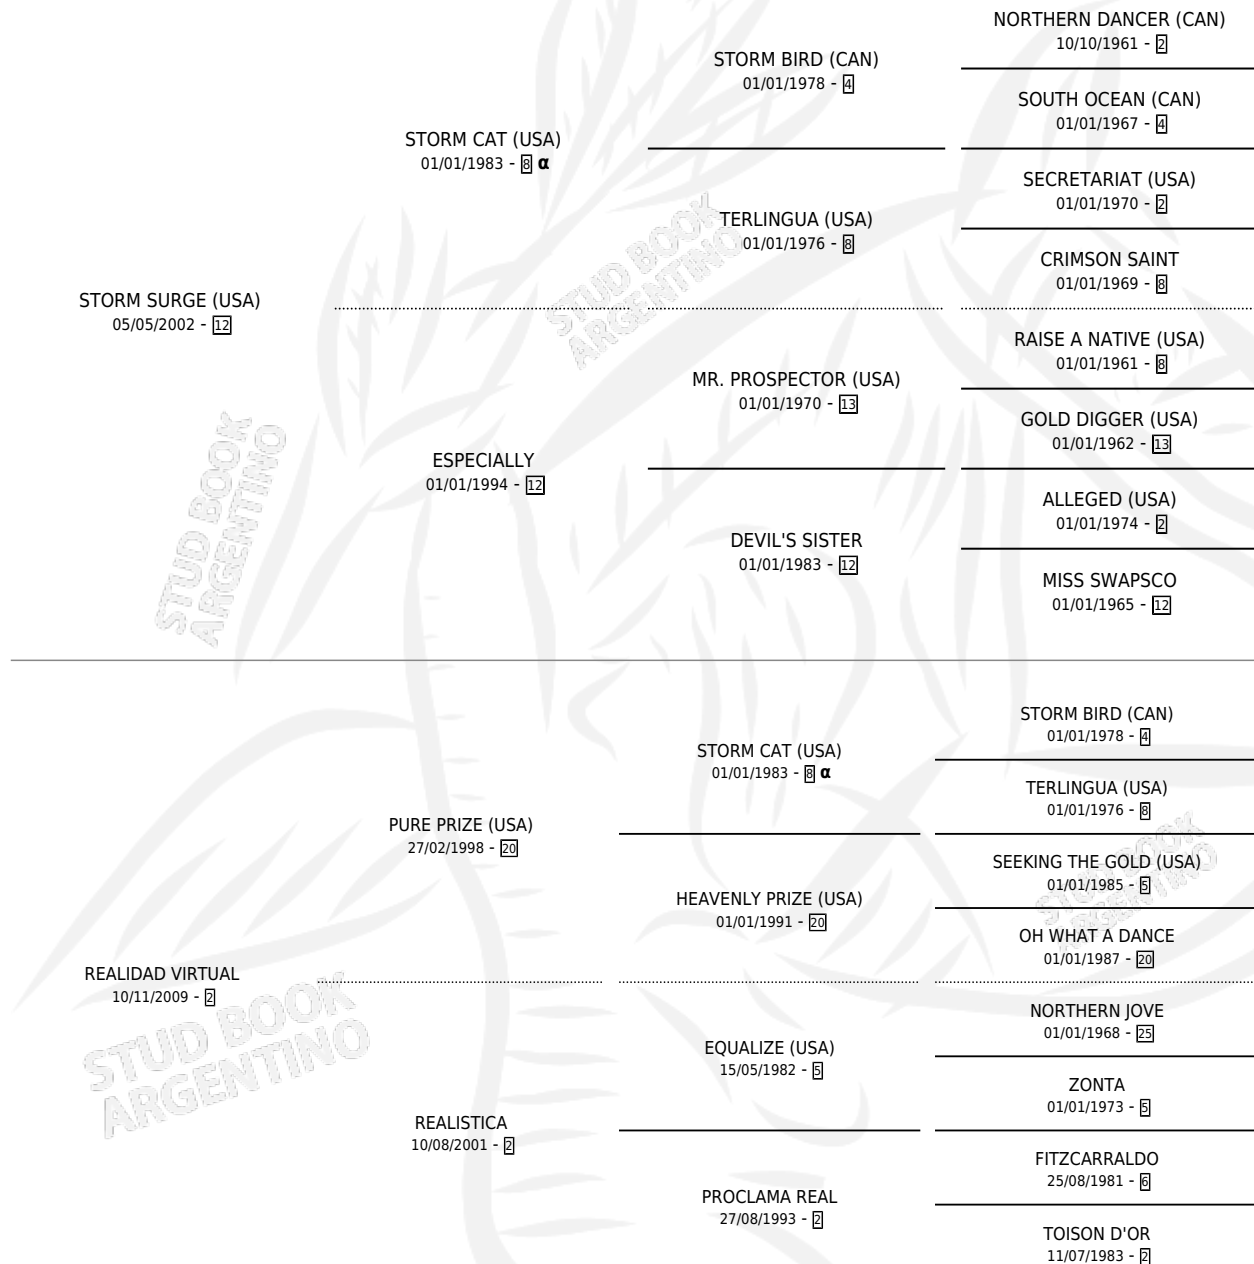 NORTHERN DANCER (CAN)
10/10/1961 - 2
STORM BIRD (CAN)
01/01/1978 - 4
SOUTH OCEAN (CAN)
01/01/1967 - 4
STORM CAT (USA)
01/01/1983 - 8 α
SECRETARIAT (USA)
01/01/1970 - 2
TERLINGUA (USA)
01/01/1976 - 8
CRIMSON SAINT
01/01/1969 - 8
STORM SURGE (USA)
05/05/2002 - 12
RAISE A NATIVE (USA)
01/01/1961 - 8
MR. PROSPECTOR (USA)
01/01/1970 - 13
GOLD DIGGER (USA)
01/01/1962 - 13
ESPECIALLY
01/01/1994 - 12
ALLEGED (USA)
01/01/1974 - 2
DEVIL'S SISTER
01/01/1983 - 12
MISS SWAPSCO
01/01/1965 - 12
STORM BIRD (CAN)
01/01/1978 - 4
STORM CAT (USA)
01/01/1983 - 8 α
TERLINGUA (USA)
01/01/1976 - 8
PURE PRIZE (USA)
27/02/1998 - 20
SEEKING THE GOLD (USA)
01/01/1985 - 5
HEAVENLY PRIZE (USA)
01/01/1991 - 20
OH WHAT A DANCE
01/01/1987 - 20
REALIDAD VIRTUAL
10/11/2009 - 2
NORTHERN JOVE
01/01/1968 - 25
EQUALIZE (USA)
15/05/1982 - 5
ZONTA
01/01/1973 - 5
REALISTICA
10/08/2001 - 2
FITZCARRALDO
25/08/1981 - 6
PROCLAMA REAL
27/08/1993 - 2
TOISON D'OR
11/07/1983 - 2
STUD BOOK
ARGENTINO
STUD BOOK
ARGENTINO
STUD BOOK
ARGENTINO
STUD BOOK
ARGENTINO